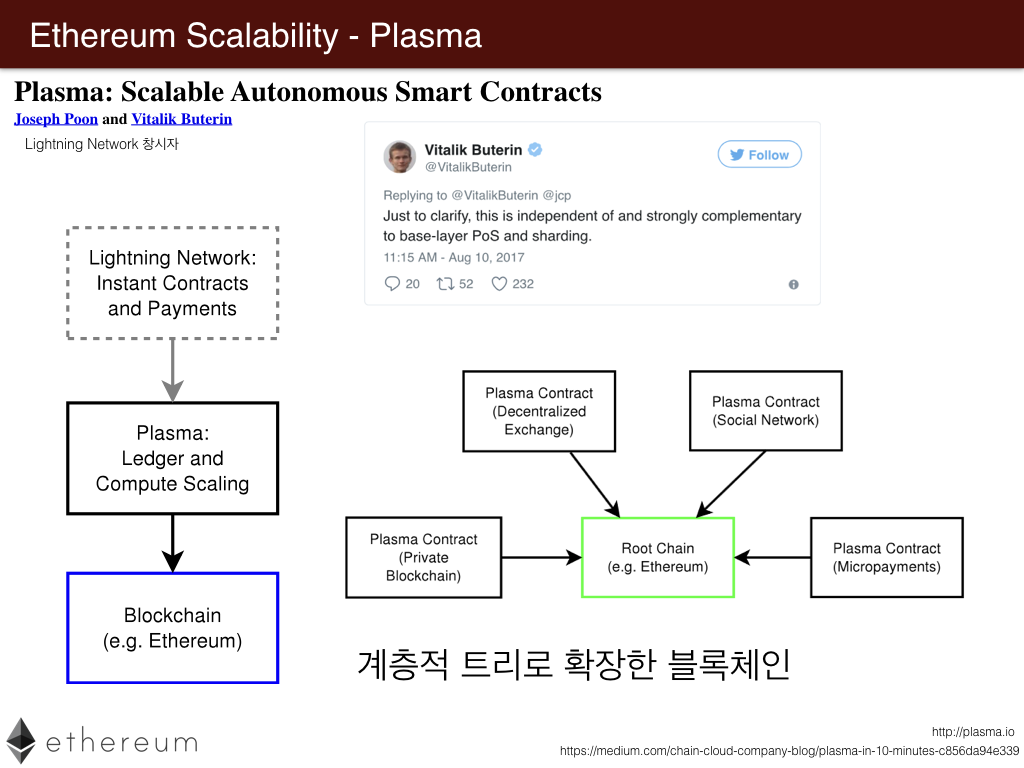 Ethereum Scalability - Plasma
Plasma: Scalable Autonomous Smart Contracts
Joseph Poon and Vitalik Buterin
Lightning Network 창시자
Vitalik Buterin
@VitalikButerin
Follow
Replying to @VitalikButerin @jcp
Just to clarify, this is independent of and strongly complementary
to base-layer PoS and sharding.
11:15 AM - Aug 10, 2017
20 52 232
Lightning Network:
Instant Contracts
and Payments
Plasma:
Ledger and
Compute Scaling
Blockchain
(e.g. Ethereum)
Plasma Contract
(Decentralized
Exchange)
Plasma Contract
(Social Network)
Plasma Contract
(Private
Blockchain)
Root Chain
(e.g. Ethereum)
Plasma Contract
(Micropayments)
계층적 트리로 확장한 블록체인
ethereum
http://plasma.io
https://medium.com/chain-cloud-company-blog/plasma-in-10-minutes-c856da94e339